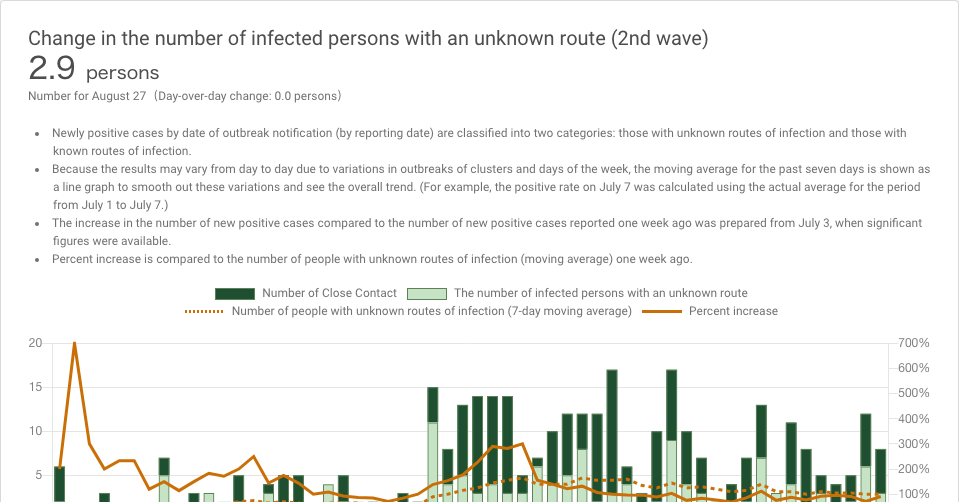 Change in the number of infected persons with an unknown route (2nd wave)
2.9 persons
Number for August 27 (Day-over-day change: 0.0 persons)
• Newly positive cases by date of outbreak notification (by reporting date) are classified into two categories: those with unknown routes of infection and those with
known routes of infection.
• Because the results may vary from day to day due to variations in outbreaks of clusters and days of the week, the moving average for the past seven days is shown as
a line graph to smooth out these variations and see the overall trend. (For example, the positive rate on July 7 was calculated using the actual average for the period
from July 1 to July 7.)
• The increase in the number of new positive cases compared to the number of new positive cases reported one week ago was prepared from July 3, when significant
figures were available.
• Percent increase is compared to the number of people with unknown routes of infection (moving average) one week ago.
Number of Close Contact The number of infected persons with an unknown route
Number of people with unknown routes of infection (7-day moving average) Percent increase
20 700%
600%
15 500%
400%
10 300%
5 200%
100%